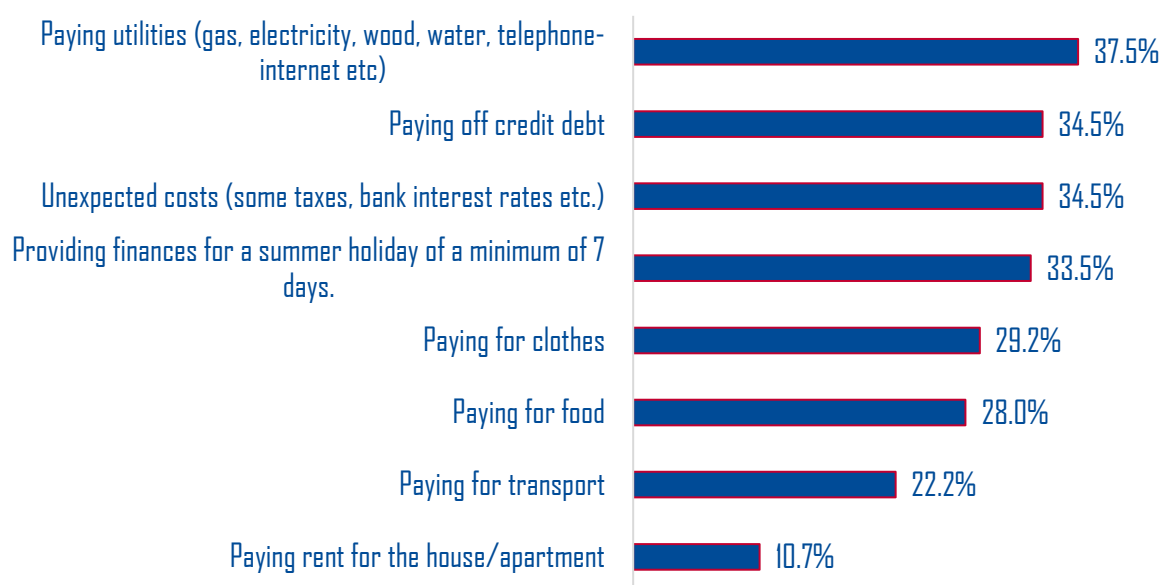 Paying utilities (gas, electricity, wood, water, telephone-
internet etc)
37.5%
Paying off credit debt
34.5%
Unexpected costs (some taxes, bank interest rates etc.)
34.5%
Providing finances for a summer holiday of a minimum of 7
days.
33.5%
Paying for clothes
29.2%
Paying for food
28.0%
Paying for transport
22.2%
Paying rent for the house/apartment
10.7%